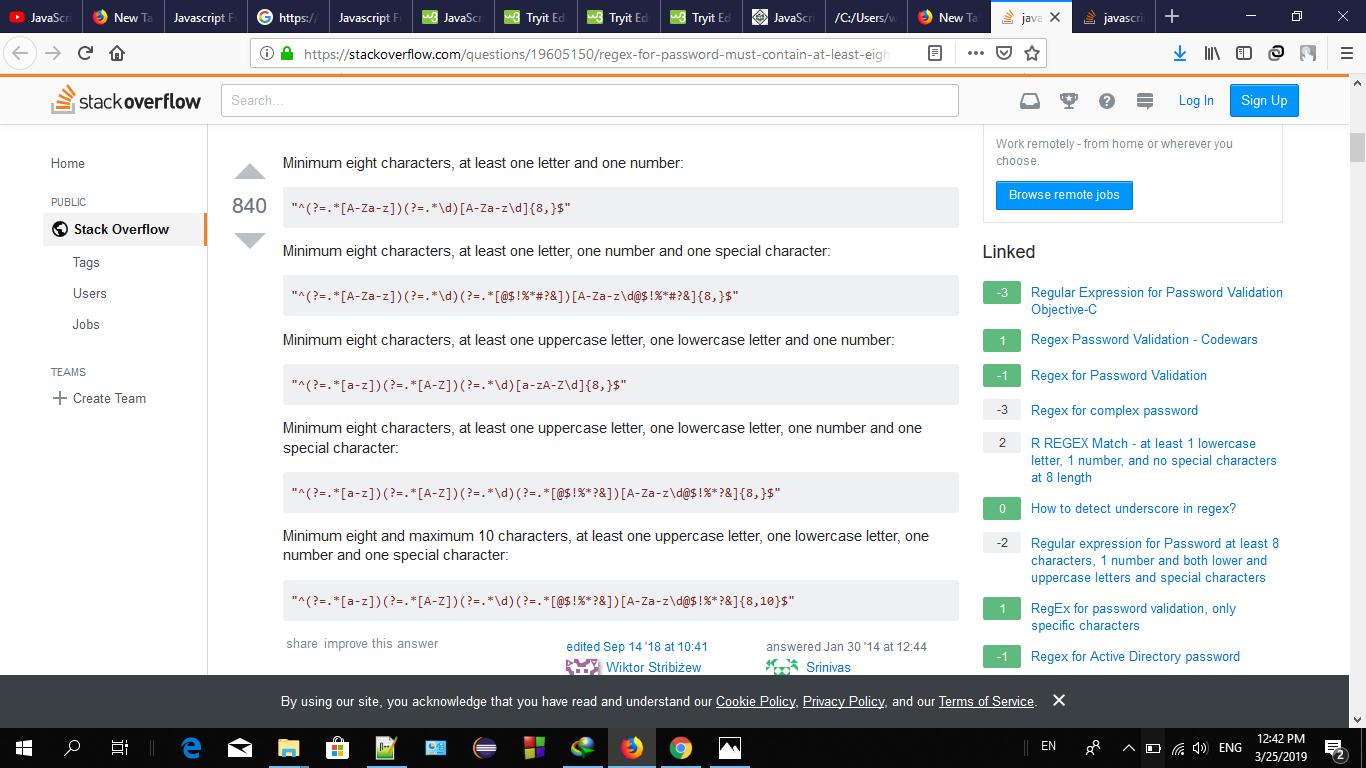 JavaScri
New Ta
Javascript F
https:/
Javascript F
JavaSc
Tryit Ed
Tryit Ed
Tryit Ed
JavaSc
/C:/Users/w
New Ta
java
javascri
https://stackoverflow.com/questions/19605150/regex-for-password-must-contain-at-least-eigh
stackoverflow
Search…
Log In
Sign Up
Home
PUBLIC
Stack Overflow
Tags
Users
Jobs
TEAMS
Create Team
840
Minimum eight characters, at least one letter and one number:
"^(?=.*[A-Za-z])(?=.*\d)[A-Za-z\d]{8,}$"
Minimum eight characters, at least one letter, one number and one special character:
"^(?=.*[A-Za-z])(?=.*\d)(?=.*[@$!%*#?&])[A-Za-z\d@$!%*#?&]{8,}$"
Minimum eight characters, at least one uppercase letter, one lowercase letter and one number:
"^(?=.*[a-z])(?=.*[A-Z])(?=.*\d)[a-zA-Z\d]{8,}$"
Minimum eight characters, at least one uppercase letter, one lowercase letter, one number and one
special character:
"^(?=.*[a-z])(?=.*[A-Z])(?=.*\d)(?=.*[@$!%*?&])[A-Za-z\d@$!%*?&]{8,}$"
Minimum eight and maximum 10 characters, at least one uppercase letter, one lowercase letter, one
number and one special character:
"^(?=.*[a-z])(?=.*[A-Z])(?=.*\d)(?=.*[@$!%*?&])[A-Za-z\d@$!%*?&]{8,10}$"
share improve this answer
edited Sep 14 '18 at 10:41
Wiktor Stribiżew
answered Jan 30 '14 at 12:44
Srinivas
Work remotely - from home or wherever you
choose.
Browse remote jobs
Linked
-3 Regular Expression for Password Validation
Objective-C
1 Regex Password Validation - Codewars
-1 Regex for Password Validation
-3 Regex for complex password
2 R REGEX Match - at least 1 lowercase
letter, 1 number, and no special characters
at 8 length
0 How to detect underscore in regex?
-2 Regular expression for Password at least 8
characters, 1 number and both lower and
uppercase letters and special characters
1 RegEx for password validation, only
specific characters
-1 Regex for Active Directory password
By using our site, you acknowledge that you have read and understand our Cookie Policy, Privacy Policy, and our Terms of Service.
EN
ENG
12:42 PM
3/25/2019
2